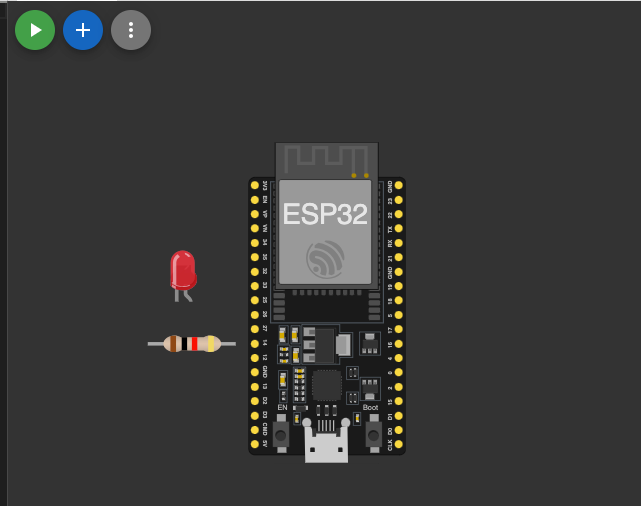 ESP32
3V3
EN
VP
VN
34
35
32
33
25
26
27
14
12
GND
13
D2
D3
CMD
5V
GND
23
22
TX
RX
21
GND
19
18
5
17
16
4
0
2
15
D1
D0
CLK
EN
Boot